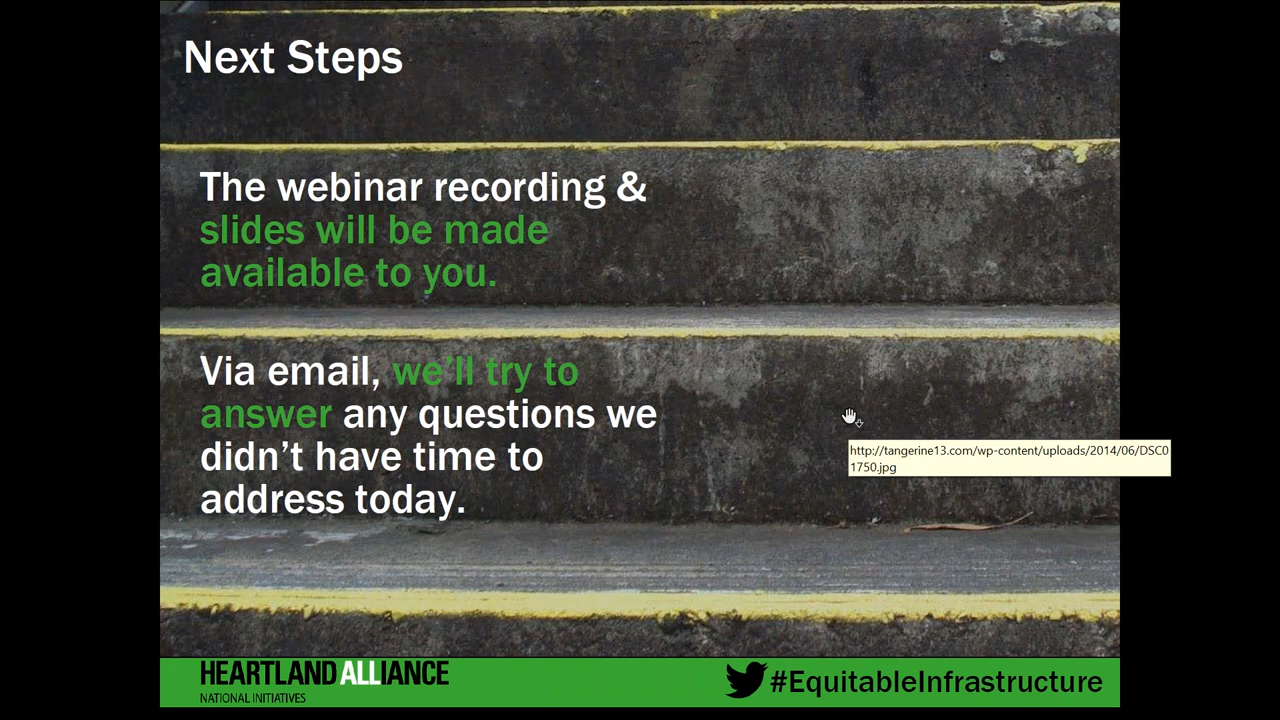 Next Steps
The webinar recording &
slides will be made
available to you.
Via email, we'll try to
answer any questions we
didn't have time to
address today.
http://tangerine13.com/wp-content/uploads/2014/06/DSC0
1750.jpg
HEARTLAND ALLIANCE
NATIONAL INITIATIVES
#EquitableInfrastructure